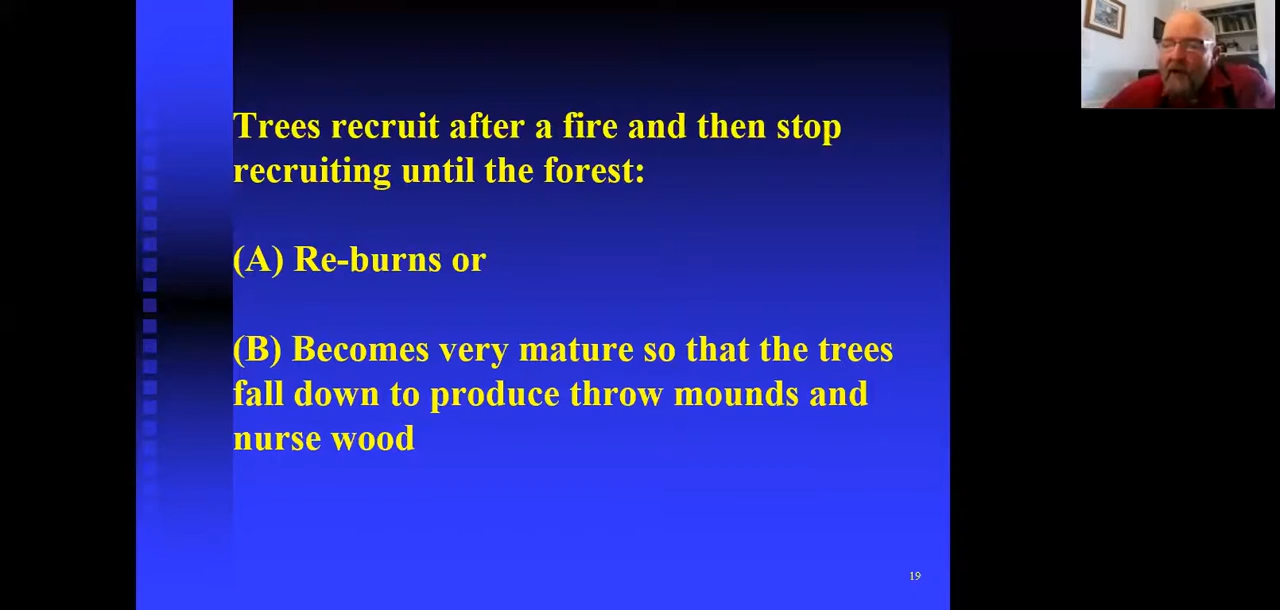 Trees recruit after a fire and then stop
recruiting until the forest:
(A) Re-burns or
(B) Becomes very mature so that the trees
fall down to produce throw mounds and
nurse wood
19